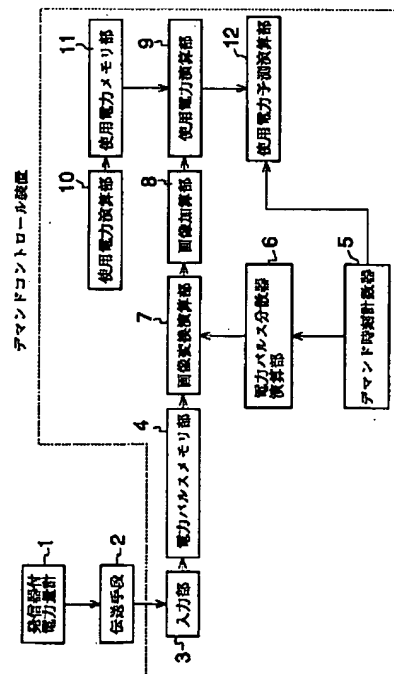 デマンドコントロール装置
1
発信器付
電力量計
2
伝送手段
3
入力部
4
電力パルスメモリ部
7
画像変換演算部
8
画像加算部
9
使用電力演算部
10
使用電力演算部
11
使用電力メモリ部
12
使用電力予測演算部
6
電力パルス分散器
演算部
5
デマンド時刻計数器